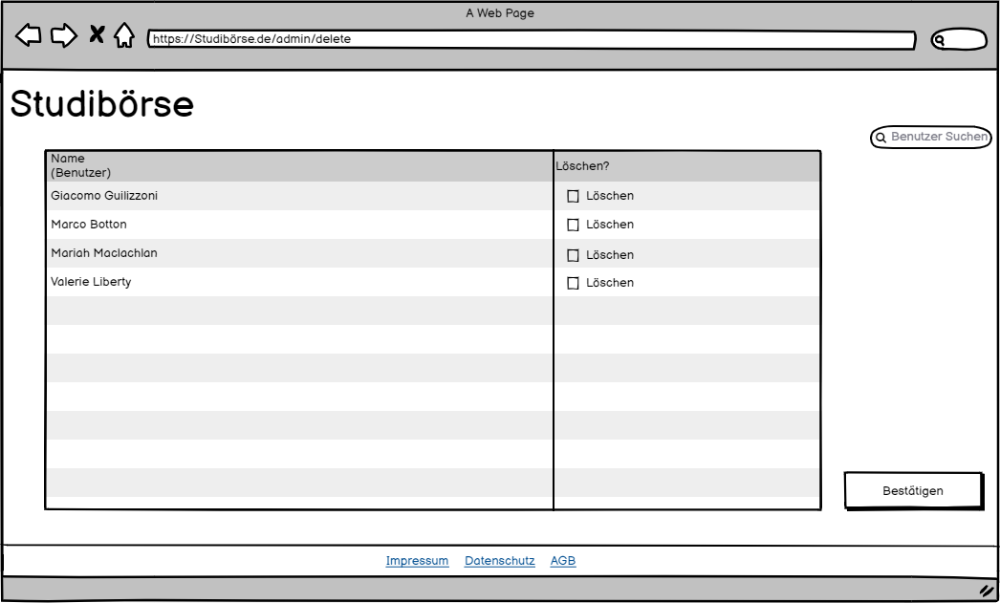 A Web Page
https://Studibörse.de/admin/delete
Studibörse
Benutzer Suchen
Name
(Benutzer)
Löschen?
Giacomo Guilizzoni
Löschen
Marco Botton
Löschen
Mariah Maclachlan
Löschen
Valerie Liberty
Löschen
Bestätigen
Impressum Datenschutz AGB